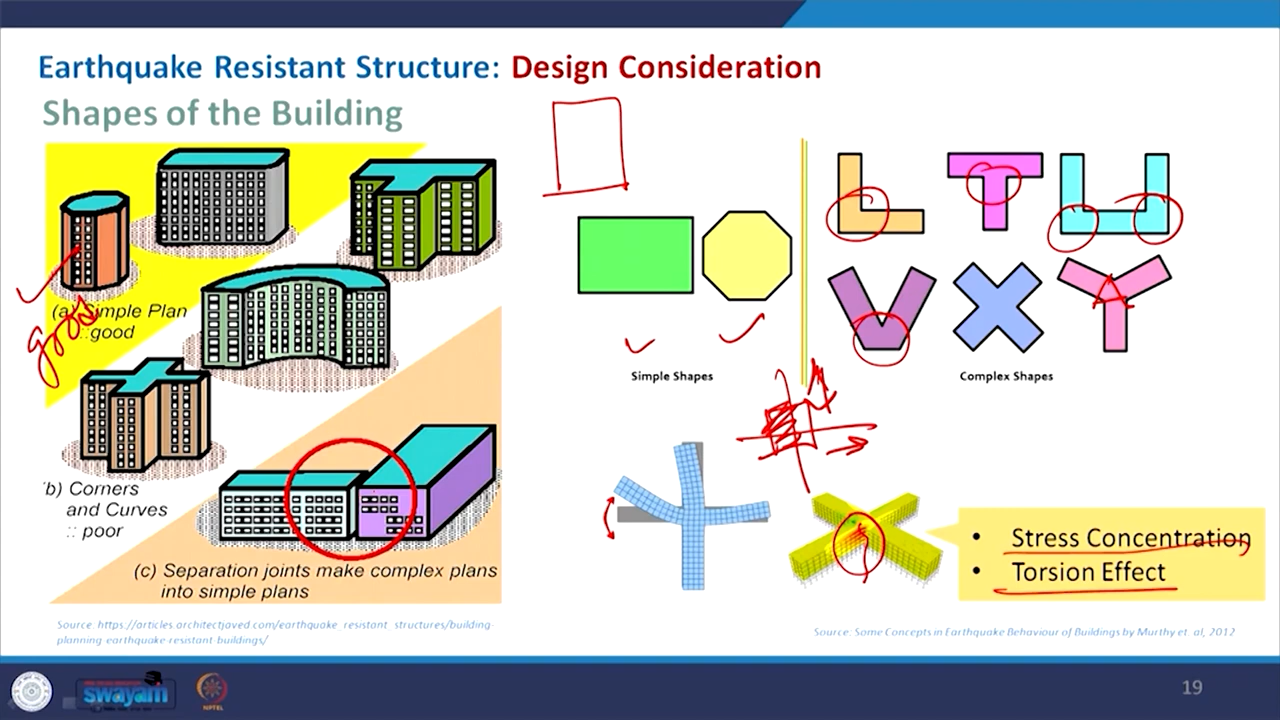 Earthquake Resistant Structure: Design Consideration
Shapes of the Building
(a) Simple Plan
:: good
good
b) Corners
and Curves
:: poor
(c) Separation joints make complex plans
into simple plans
Source: https://articles.architectjaved.com/earthquake_resistant_structures/building-
planning-earthquake-resistant-buildings/
Simple Shapes
Complex Shapes
• Stress Concentration
• Torsion Effect
Source: Some Concepts in Earthquake Behaviour of Buildings by Murthy et. al, 2012
swayam
NPTEL
19